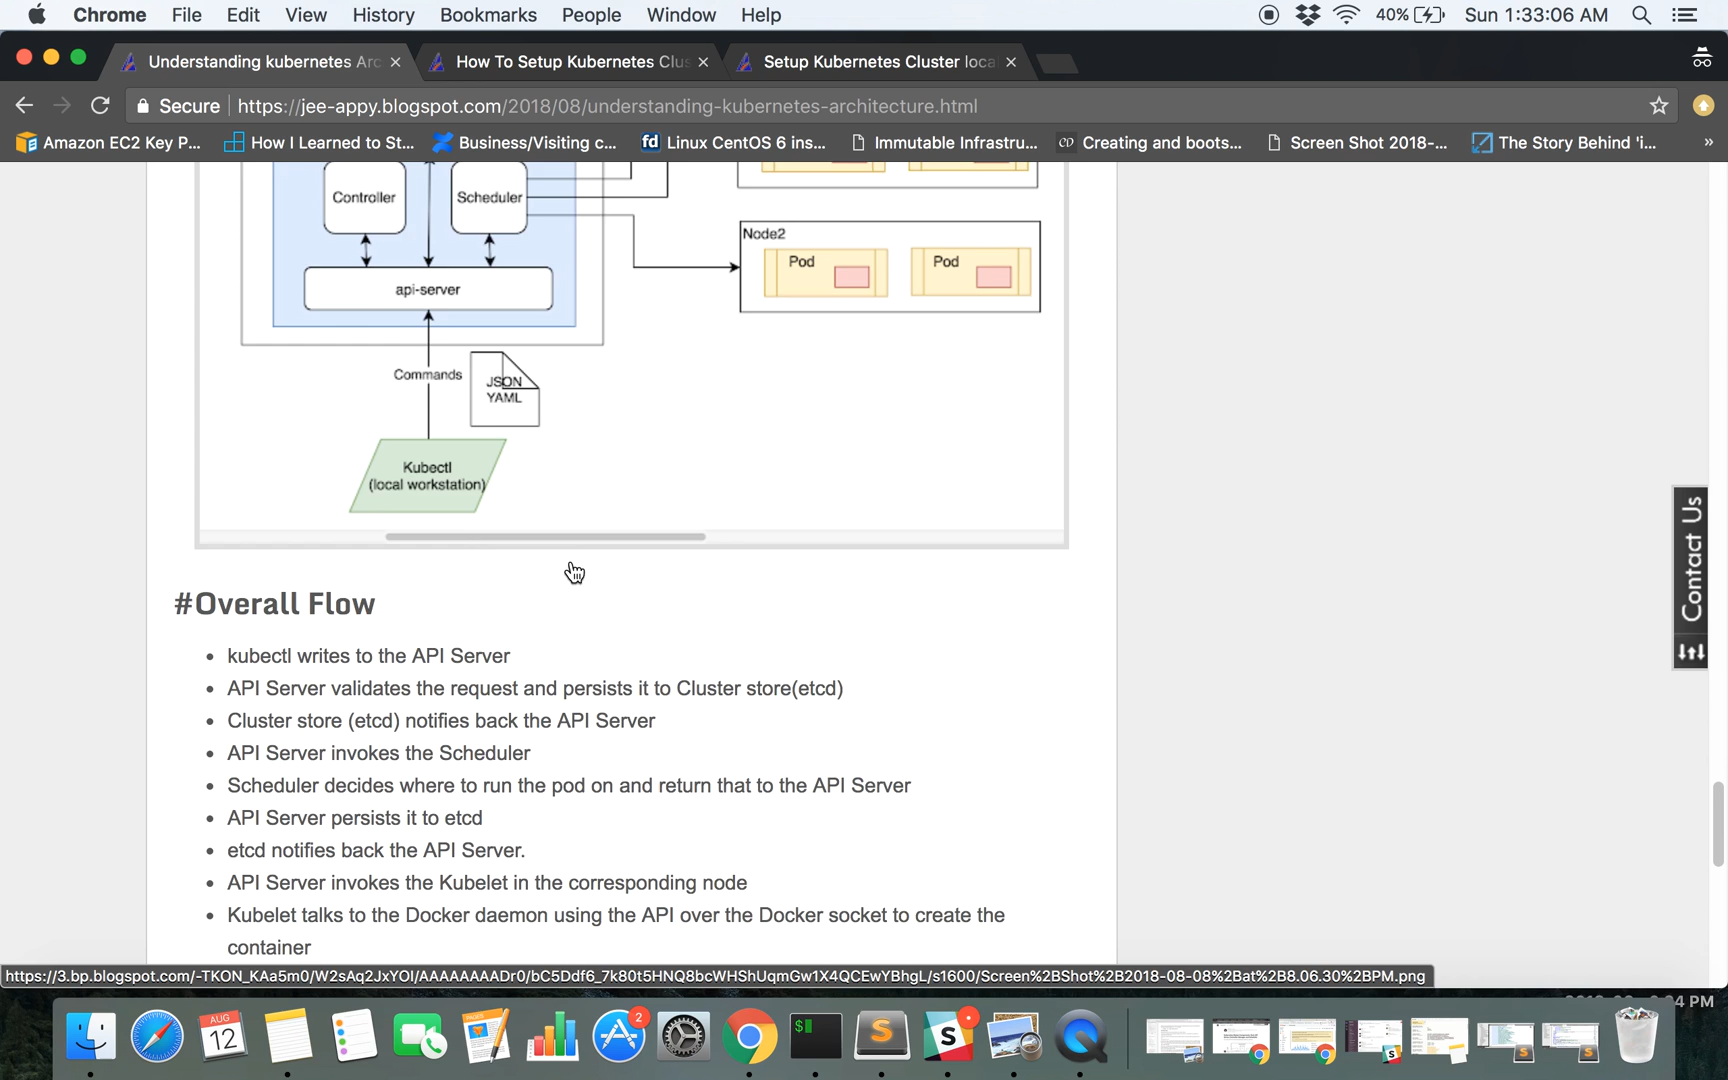 Chrome File Edit View History Bookmarks People Window Help 40% Sun 1:33:06 AM
Understanding kubernetes Arc How To Setup Kubernetes Clus Setup Kubernetes Cluster loca
Secure https://jee-appy.blogspot.com/2018/08/understanding-kubernetes-architecture.html
Amazon EC2 Key P... How I Learned to St... Business/Visiting c... fd Linux CentOS 6 ins... Immutable Infrastru... CD Creating and boots... Screen Shot 2018-... The Story Behind 'i... »
Controller Scheduler
Node2
Pod Pod
api-server
Commands
JSON
YAML
Kubectl
(local workstation)
Contact Us
#Overall Flow
• kubectl writes to the API Server
• API Server validates the request and persists it to Cluster store(etcd)
• Cluster store (etcd) notifies back the API Server
• API Server invokes the Scheduler
• Scheduler decides where to run the pod on and return that to the API Server
• API Server persists it to etcd
• etcd notifies back the API Server.
• API Server invokes the Kubelet in the corresponding node
• Kubelet talks to the Docker daemon using the API over the Docker socket to create the
container
https://3.bp.blogspot.com/-TKON_KAa5m0/W2sAq2JxYOI/AAAAAAAADr0/bC5Ddf6_7k80t5HNQ8bcWHShUqmGw1X4QCEwYBhgL/s1600/Screen%2BShot%2B2018-08-08%2Bat%2B8.06.30%2BPM.png
PM
AUG
12
2
$
S
S